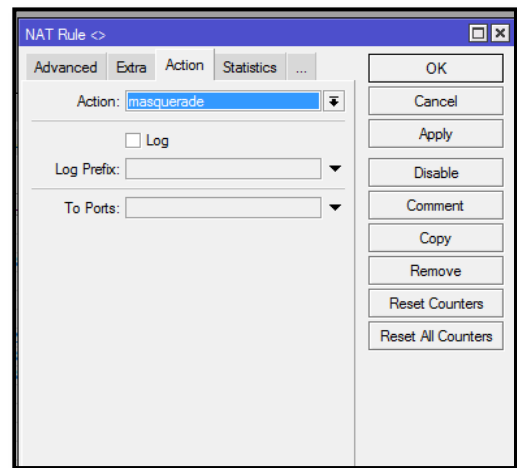 NAT Rule <>
Advanced Extra Action Statistics ...
Action: masquerade
Log
Log Prefix:
To Ports:
OK
Cancel
Apply
Disable
Comment
Copy
Remove
Reset Counters
Reset All Counters